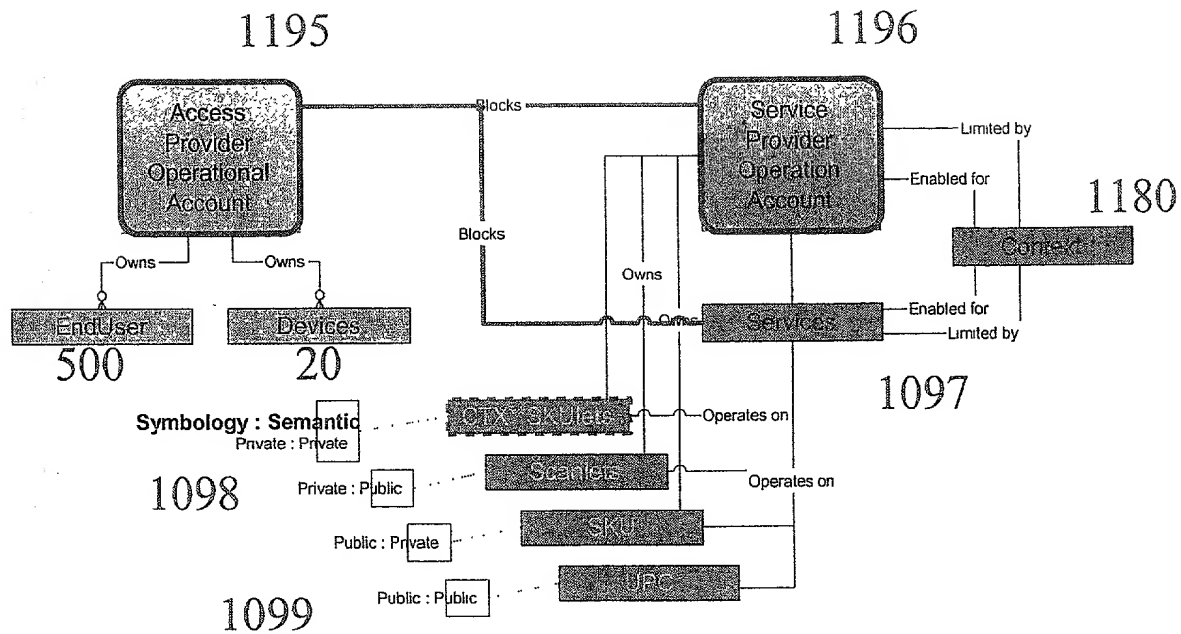 1195
1196
Access
Provider
Operational
Account
Blocks
Service
Provider
Operation
Account
Limited by
Enabled for
1180
Context
Blocks
Owns
Owns
Owns
EndUser
500
Devices
20
Services
Enabled for
Limited by
1097
Symbology : Semantic
Private : Private
CTX SKUlets
Operates on
1098
Private : Public
Scanlets
Operates on
Public : Private
SKU
Public : Public
UPC
1099